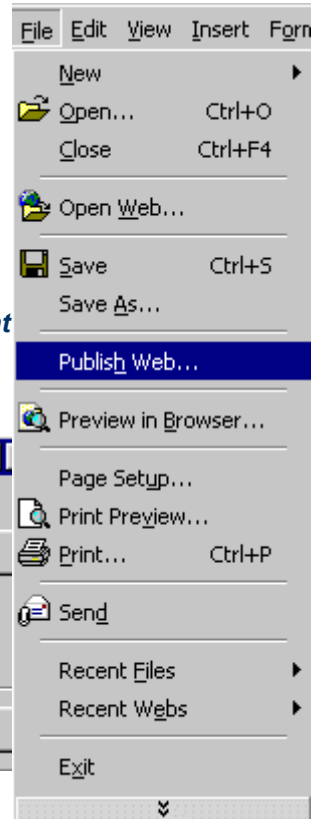 File Edit View Insert Forn
New
Open... Ctrl+O
Close Ctrl+F4
Open Web...
Save Ctrl+S
Save As...
nt
Publish Web...
Preview in Browser...
Page Setup...
Print Preview...
Print... Ctrl+P
Send
Recent Files
Recent Webs
Exit